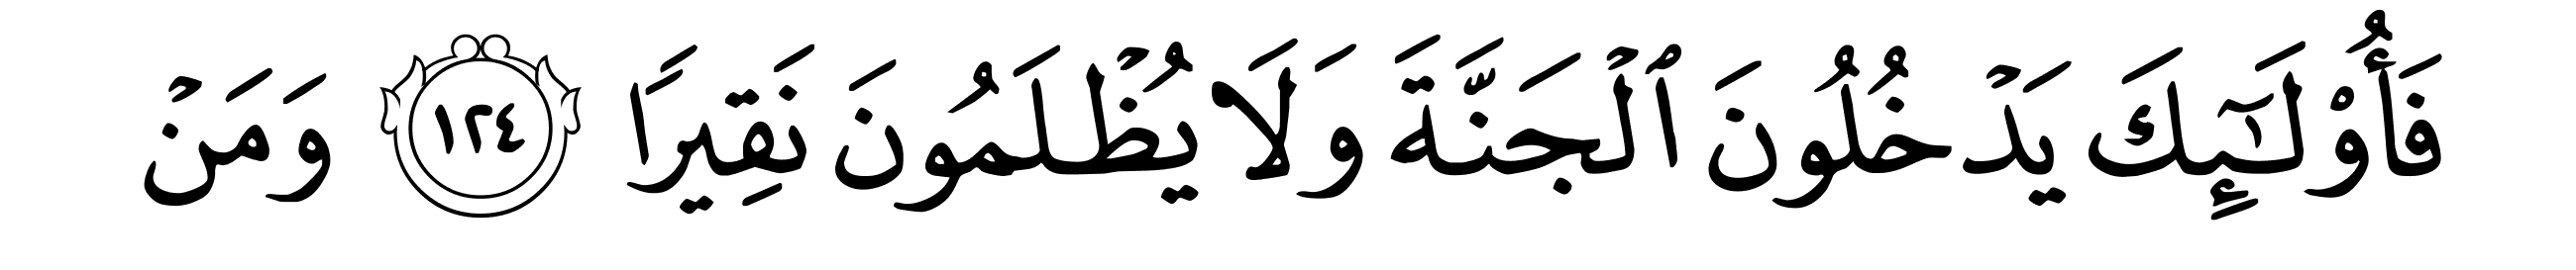 فَأُوْلَٰٓئِكَ يَدۡخُلُونَ ٱلۡجَنَّةَ وَلَا يُظۡلَمُونَ نَقِيرٗا ١٢٤ وَمَنۡ